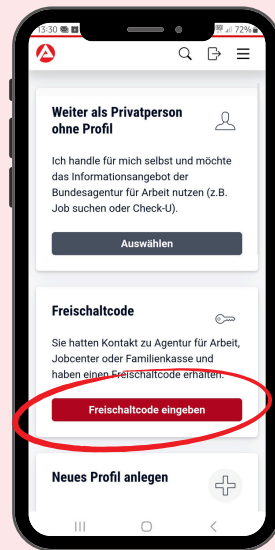 13:30 72%
Weiter als Privatperson
ohne Profil
Ich handle für mich selbst und möchte
das Informationsangebot der
Bundesagentur für Arbeit nutzen (z.B.
Job suchen oder Check-U).
Auswählen
Freischaltcode
Sie hatten Kontakt zu Agentur für Arbeit,
Jobcenter oder Familienkasse und
haben einen Freischaltcode erhalten.
Freischaltcode eingeben
Neues Profil anlegen